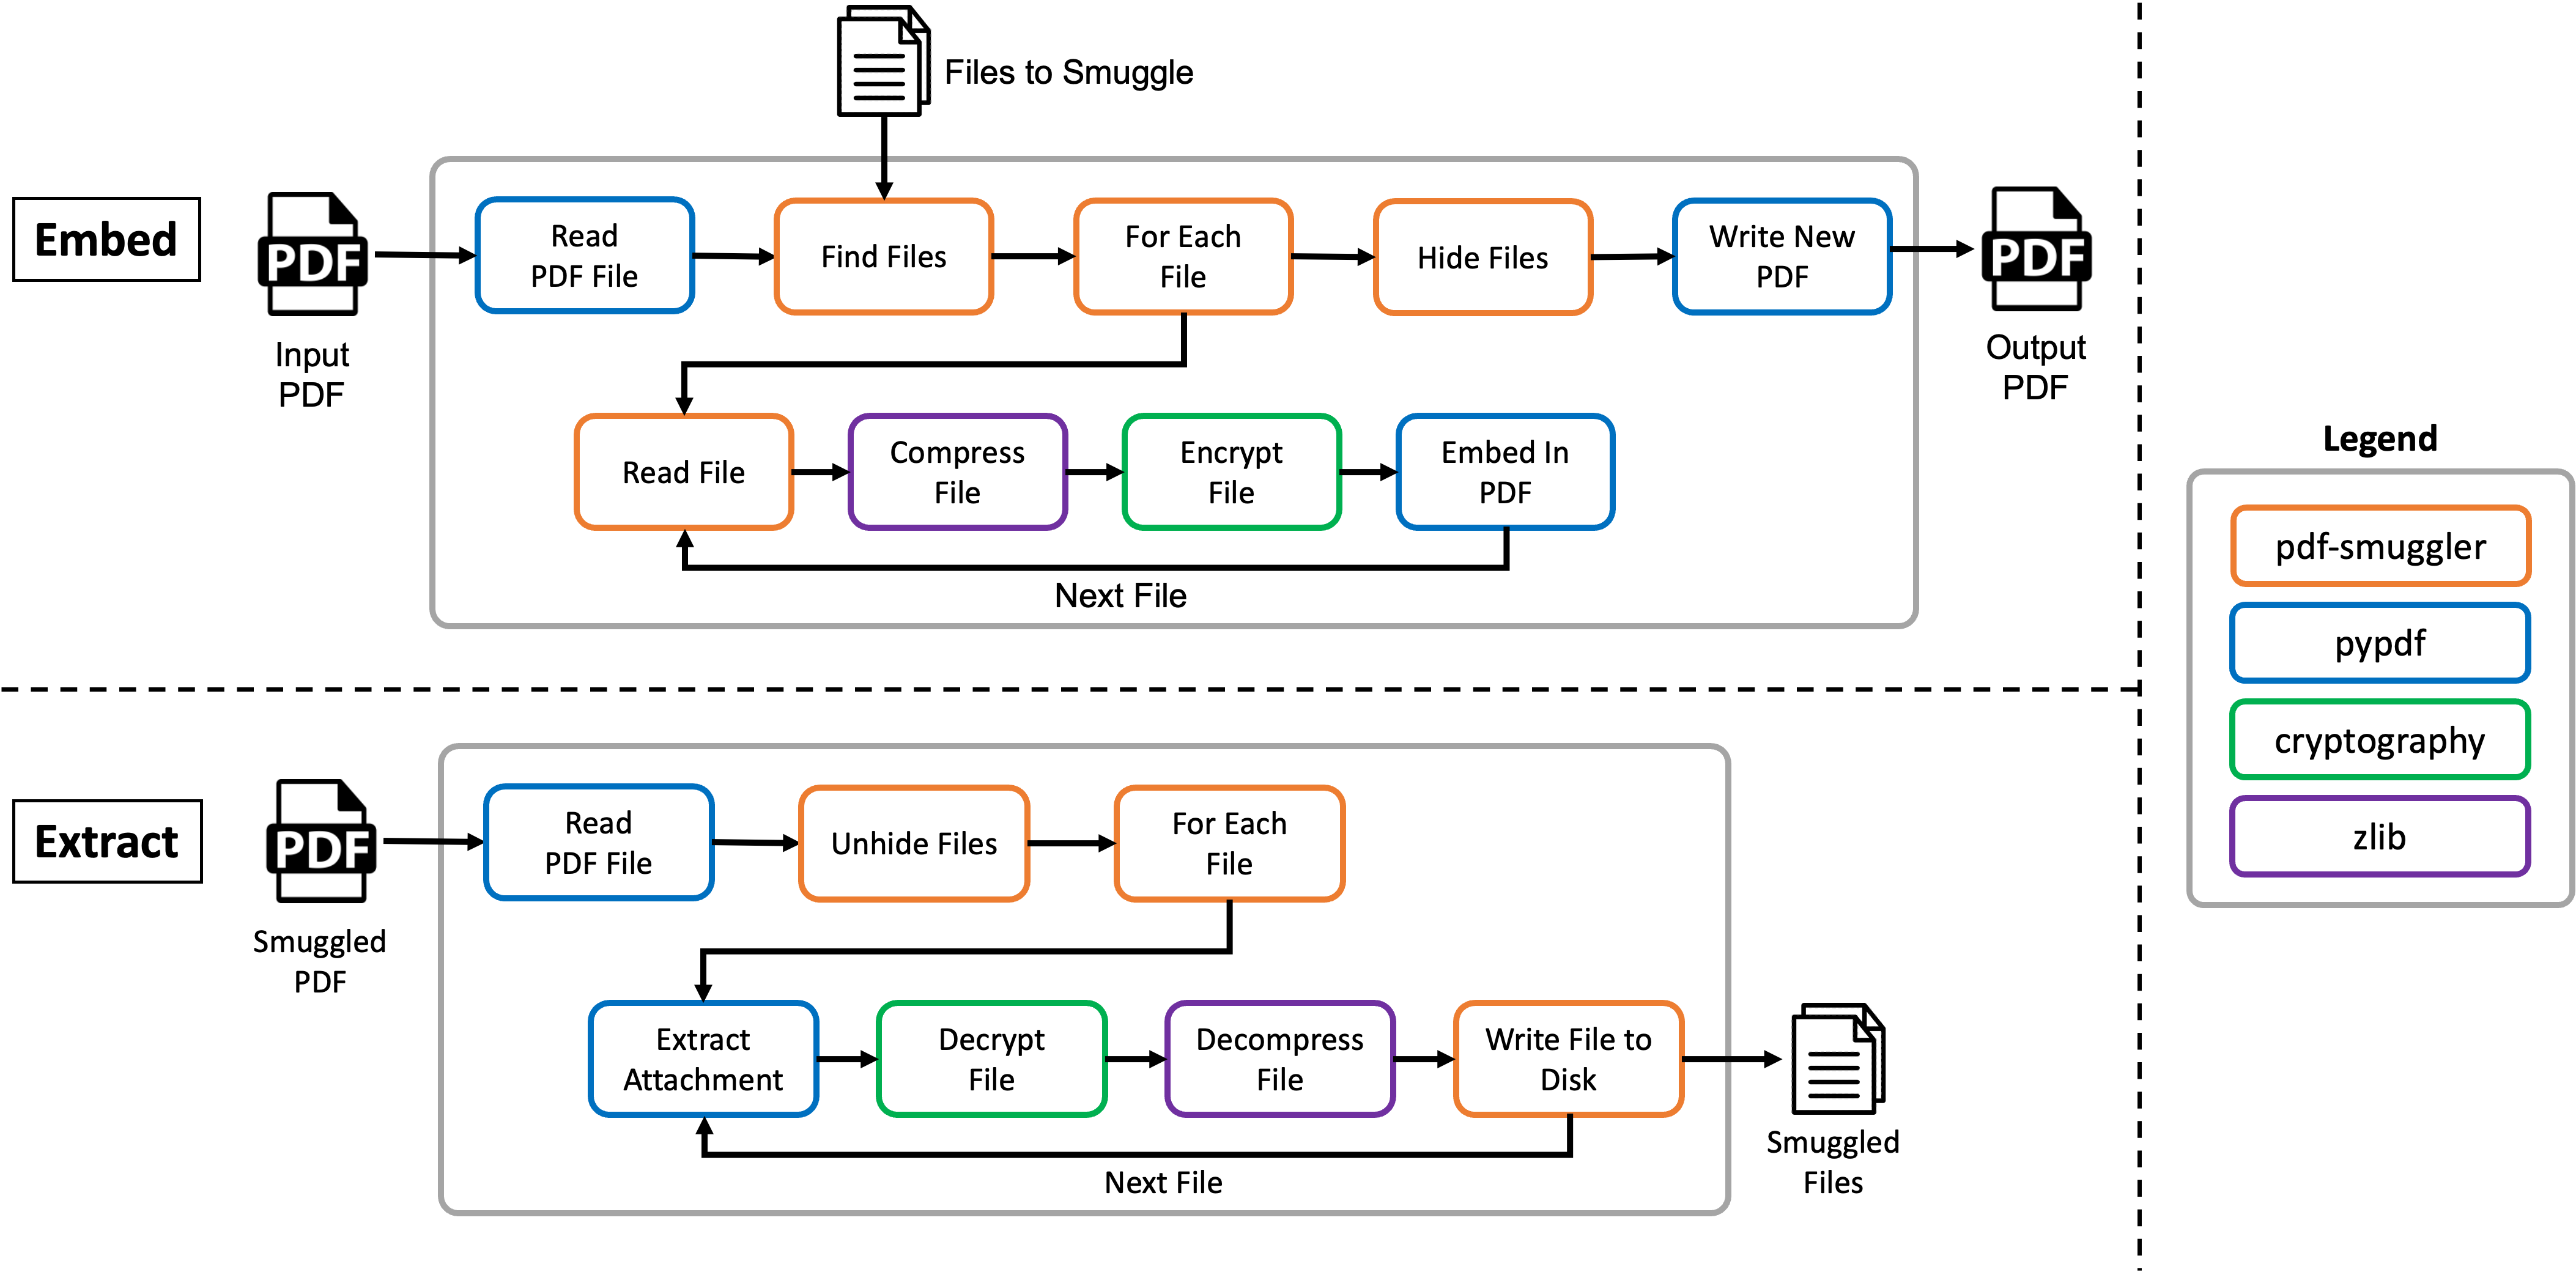 Files to Smuggle
Embed
PDF
Input
PDF
Read
PDF File
Find Files
For Each
File
Hide Files
Write New
PDF
PDF
Output
PDF
Read File
Compress
File
Encrypt
File
Embed In
PDF
Next File
Extract
PDF
Smuggled
PDF
Read
PDF File
Unhide Files
For Each
File
Extract
Attachment
Decrypt
File
Decompress
File
Write File to
Disk
Next File
Smuggled
Files
Legend
pdf-smuggler
pypdf
cryptography
zlib